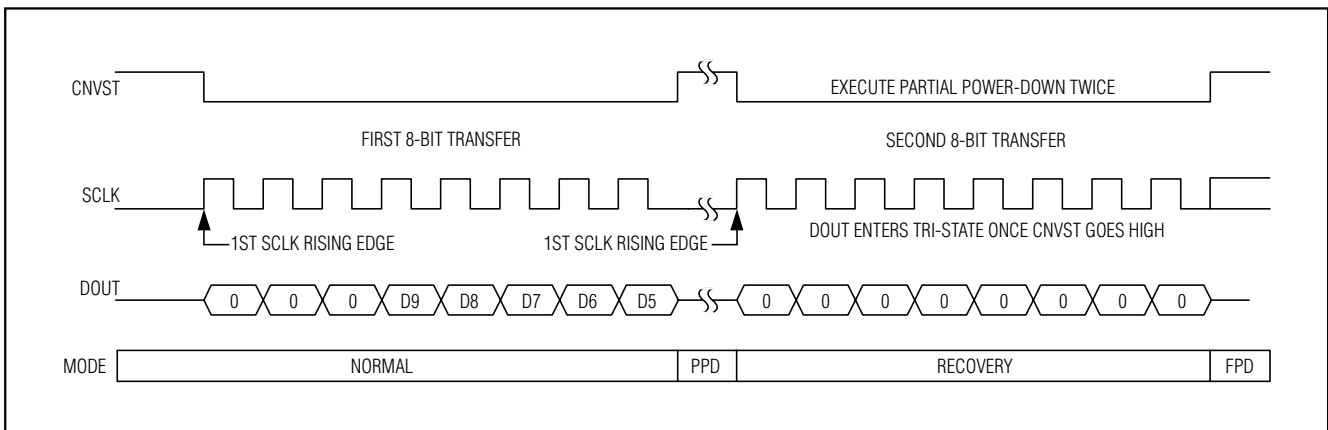 CNVST
EXECUTE PARTIAL POWER-DOWN TWICE
FIRST 8-BIT TRANSFER
SECOND 8-BIT TRANSFER
SCLK
1ST SCLK RISING EDGE
1ST SCLK RISING EDGE
DOUT ENTERS TRI-STATE ONCE CNVST GOES HIGH
DOUT
0 0 0 D9 D8 D7 D6 D5 0 0 0 0 0 0 0 0
MODE
NORMAL PPD RECOVERY FPD